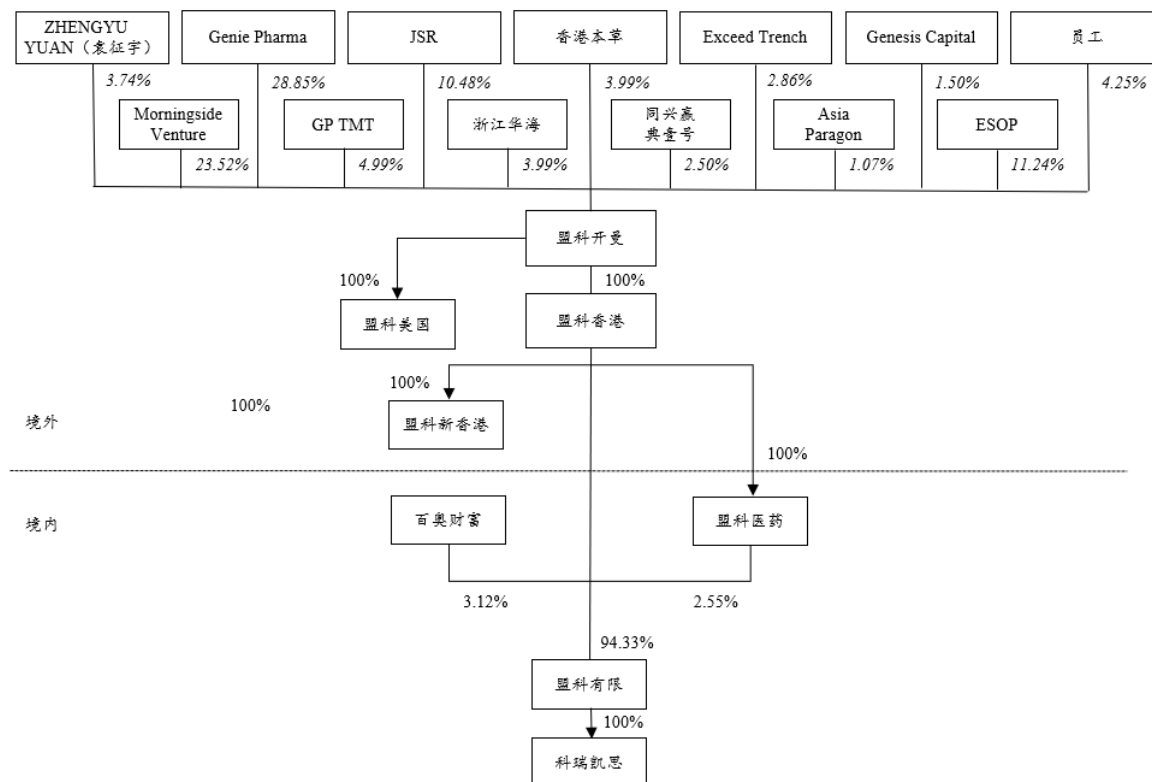 ZHENGYU
YUAN（袁征宇）
Genie Pharma
JSR
香港本草
Exceed Trench
Genesis Capital
员工
3.74%
28.85%
10.48%
3.99%
2.86%
1.50%
4.25%
Morningside
Venture
GP TMT
浙江华海
同兴赢
典壹号
Asia
Paragon
ESOP
23.52%
4.99%
3.99%
2.50%
1.07%
11.24%
盟科开曼
100%
100%
盟科美国
盟科香港
100%
100%
盟科新香港
境外
100%
境内
百奥财富
盟科医药
3.12%
2.55%
94.33%
盟科有限
100%
科瑞凯思